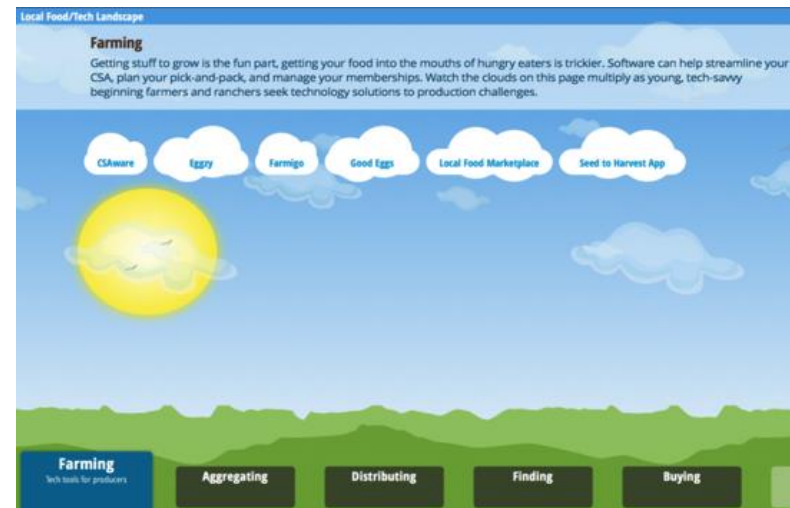 Local Food/Tech Landscape
Farming
Getting stuff to grow is the fun part, getting your food into the mouths of hungry eaters is trickier. Software can help streamline your
CSA, plan your pick-and-pack, and manage your memberships. Watch the clouds on this page multiply as young, tech-savvy
beginning farmers and ranchers seek technology solutions to production challenges.
CSAware Eggzy Farmigo Good Eggs Local Food Marketplace Seed to Harvest App
Farming Aggregating Distributing Finding Buying
Tech tools for producers